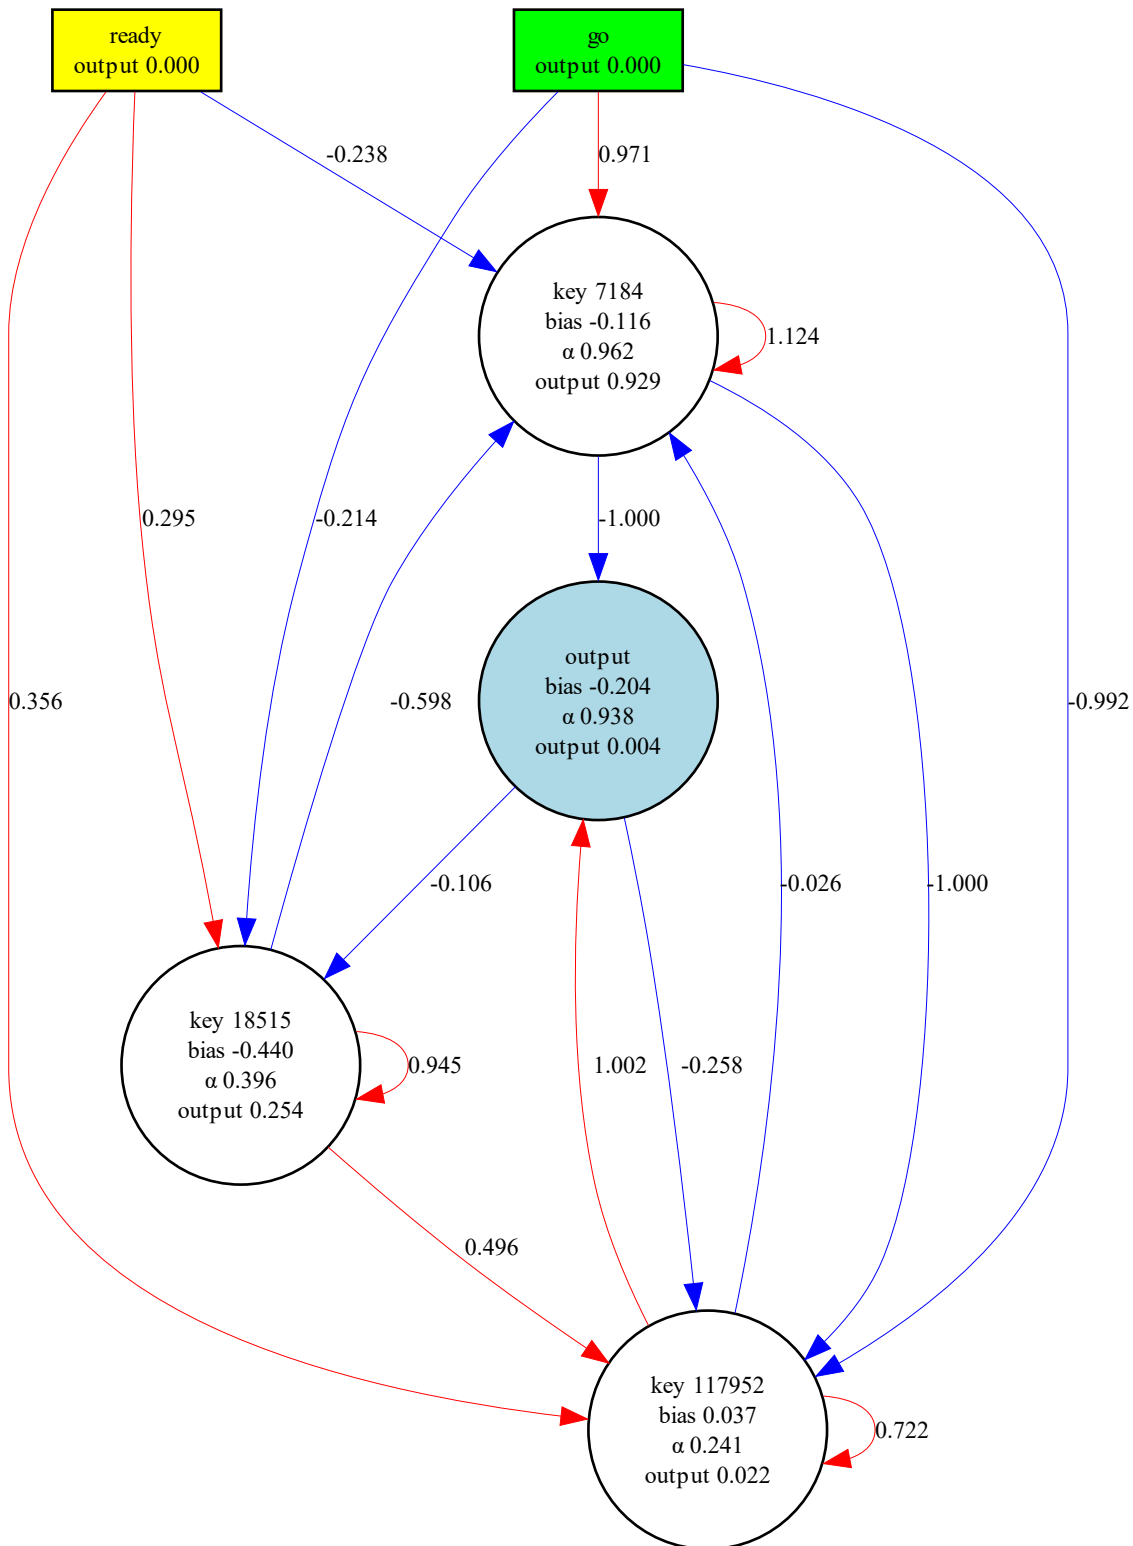 ready
output 0.000
go
output 0.000
-0.238
0.971
key 7184
bias -0.116
α 0.962
output 0.929
1.124
0.295
-0.214
-1.000
output
bias -0.204
α 0.938
output 0.004
0.356
-0.598
-0.992
-0.106
-0.026
-1.000
key 18515
bias -0.440
α 0.396
output 0.254
0.945
1.002
-0.258
0.496
key 117952
bias 0.037
α 0.241
output 0.022
0.722